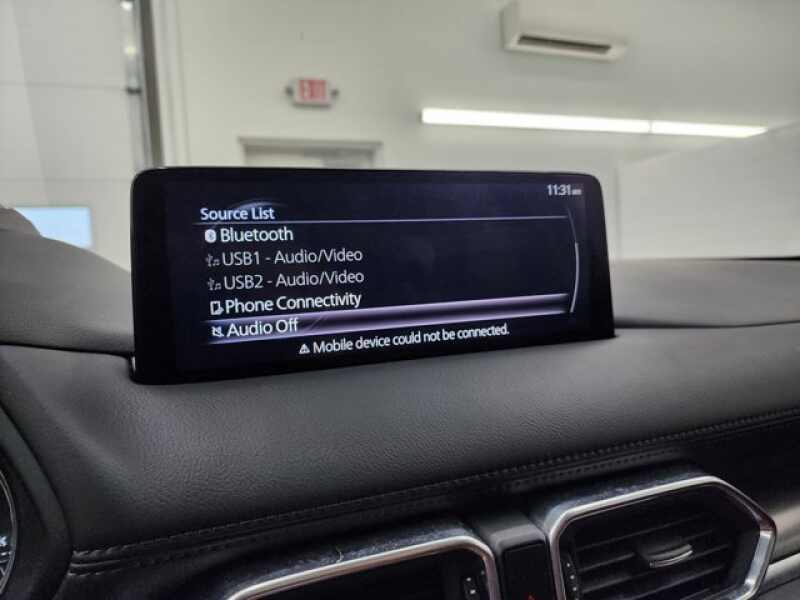 11:31 AM
Source List
Bluetooth
USB1 - Audio/Video
USB2 - Audio/Video
Phone Connectivity
Audio Off
Mobile device could not be connected.